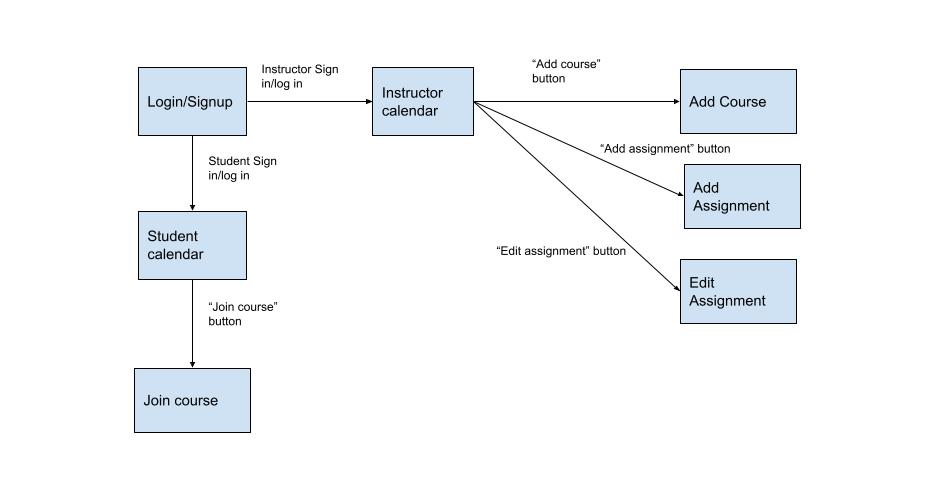 Login/Signup
Instructor Sign
in/log in
Instructor
calendar
“Add course”
button
Add Course
“Add assignment” button
Add
Assignment
“Edit assignment” button
Edit
Assignment
Student Sign
in/log in
Student
calendar
“Join course”
button
Join course